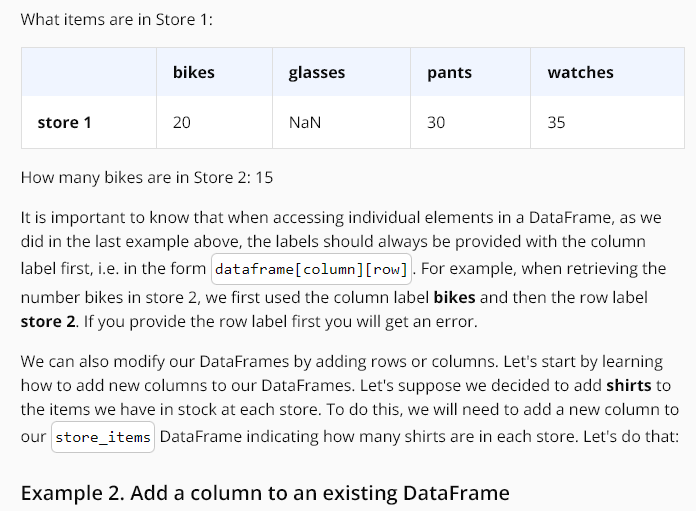 What items are in Store 1:
bikes glasses pants watches
store 1 20 NaN 30 35
How many bikes are in Store 2: 15
It is important to know that when accessing individual elements in a DataFrame, as we
did in the last example above, the labels should always be provided with the column
label first, i.e. in the form dataframe[column][row]. For example, when retrieving the
number bikes in store 2, we first used the column label bikes and then the row label
store 2. If you provide the row label first you will get an error.
We can also modify our DataFrames by adding rows or columns. Let's start by learning
how to add new columns to our DataFrames. Let's suppose we decided to add shirts to
the items we have in stock at each store. To do this, we will need to add a new column to
our store_items DataFrame indicating how many shirts are in each store. Let's do that:
Example 2. Add a column to an existing DataFrame